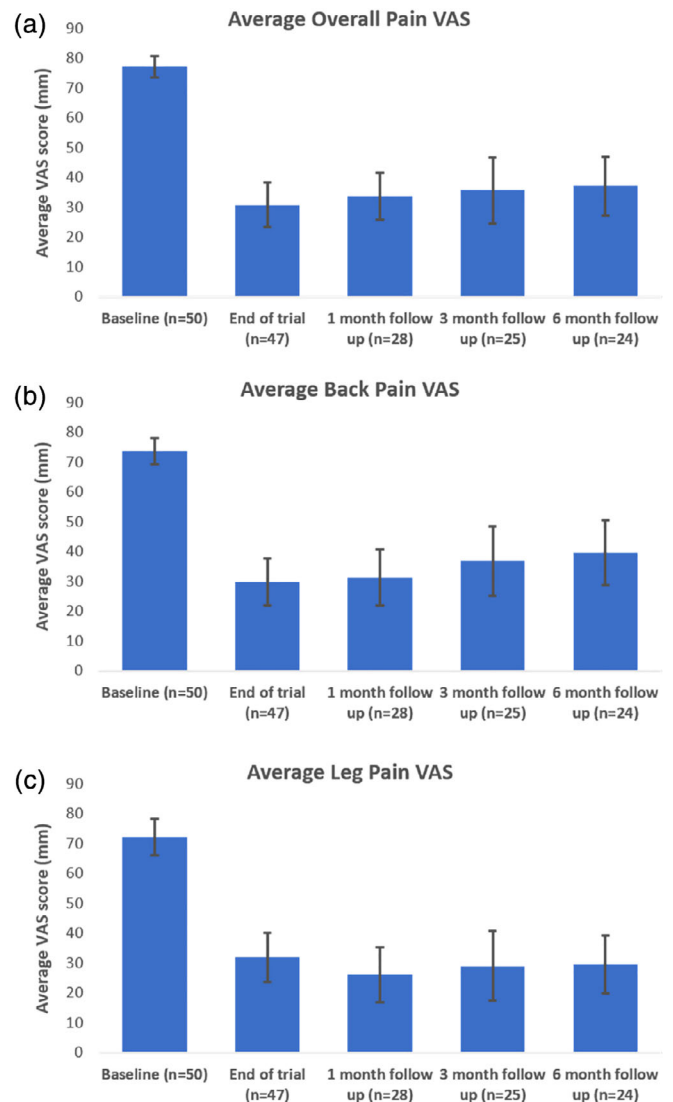 (a)
Average Overall Pain VAS
Average VAS score (mm)
90
80
70
60
50
40
30
20
10
0
Baseline (n=50) End of trial 1 month follow 3 month follow 6 month follow
(n=47) up (n=28) up (n=25) up (n=24)
(b)
Average Back Pain VAS
Average VAS score (mm)
90
80
70
60
50
40
30
20
10
0
Baseline (n=50) End of trial 1 month follow 3 month follow 6 month follow
(n=47) up (n=28) up (n=25) up (n=24)
(c)
Average Leg Pain VAS
Average VAS score (mm)
90
80
70
60
50
40
30
20
10
0
Baseline (n=50) End of trial 1 month follow 3 month follow 6 month follow
(n=47) up (n=28) up (n=25) up (n=24)